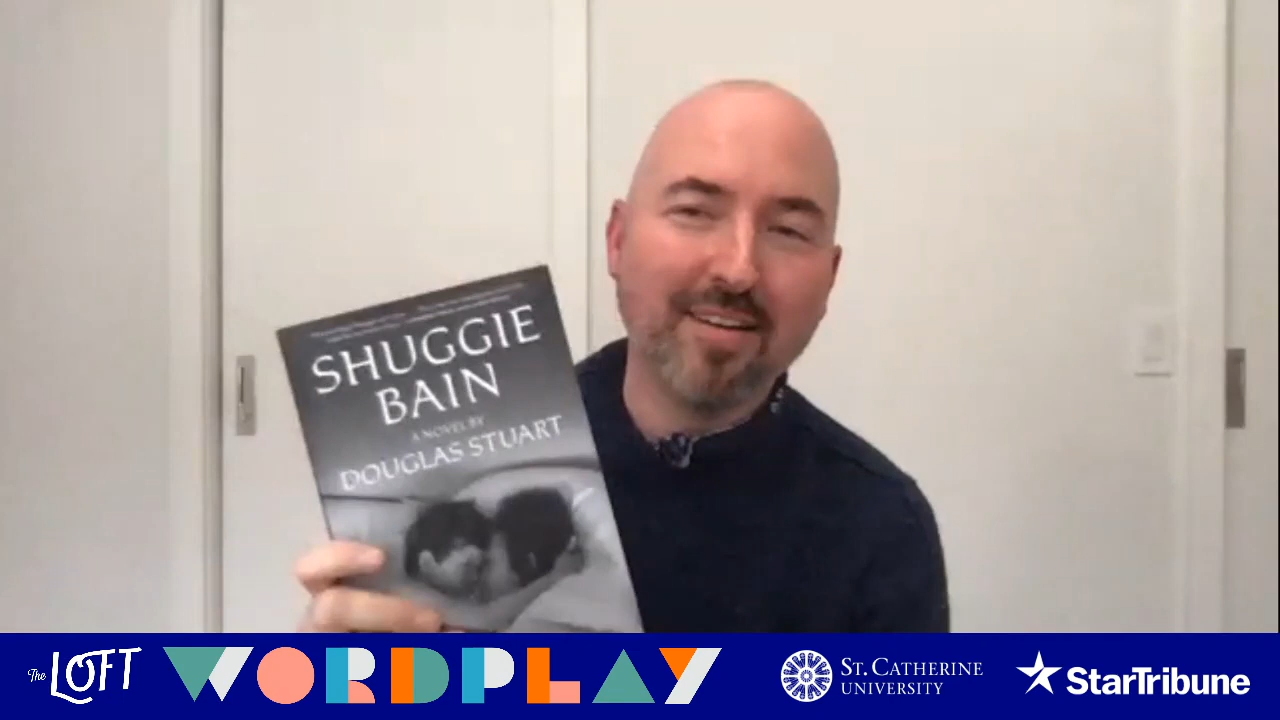 SHUGGIE
BAIN
A NOVEL BY
DOUGLAS STUART
The LOFT WORDPLAY ST. CATHERINE UNIVERSITY StarTribune